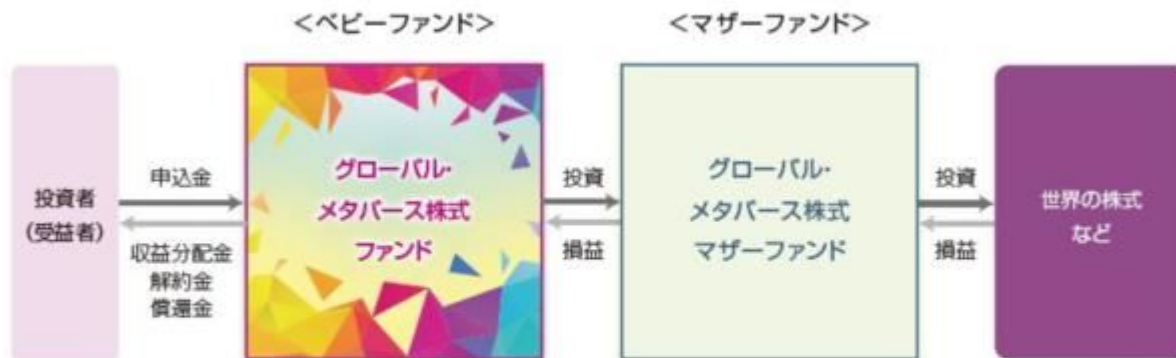 <ベビーファンド>
<マザーファンド>
投資者
(受益者)
申込金
収益分配金
解約金
償還金
グローバル・
メタバース株式
ファンド
投資
損益
グローバル・
メタバース株式
マザーファンド
投資
損益
世界の株式
など